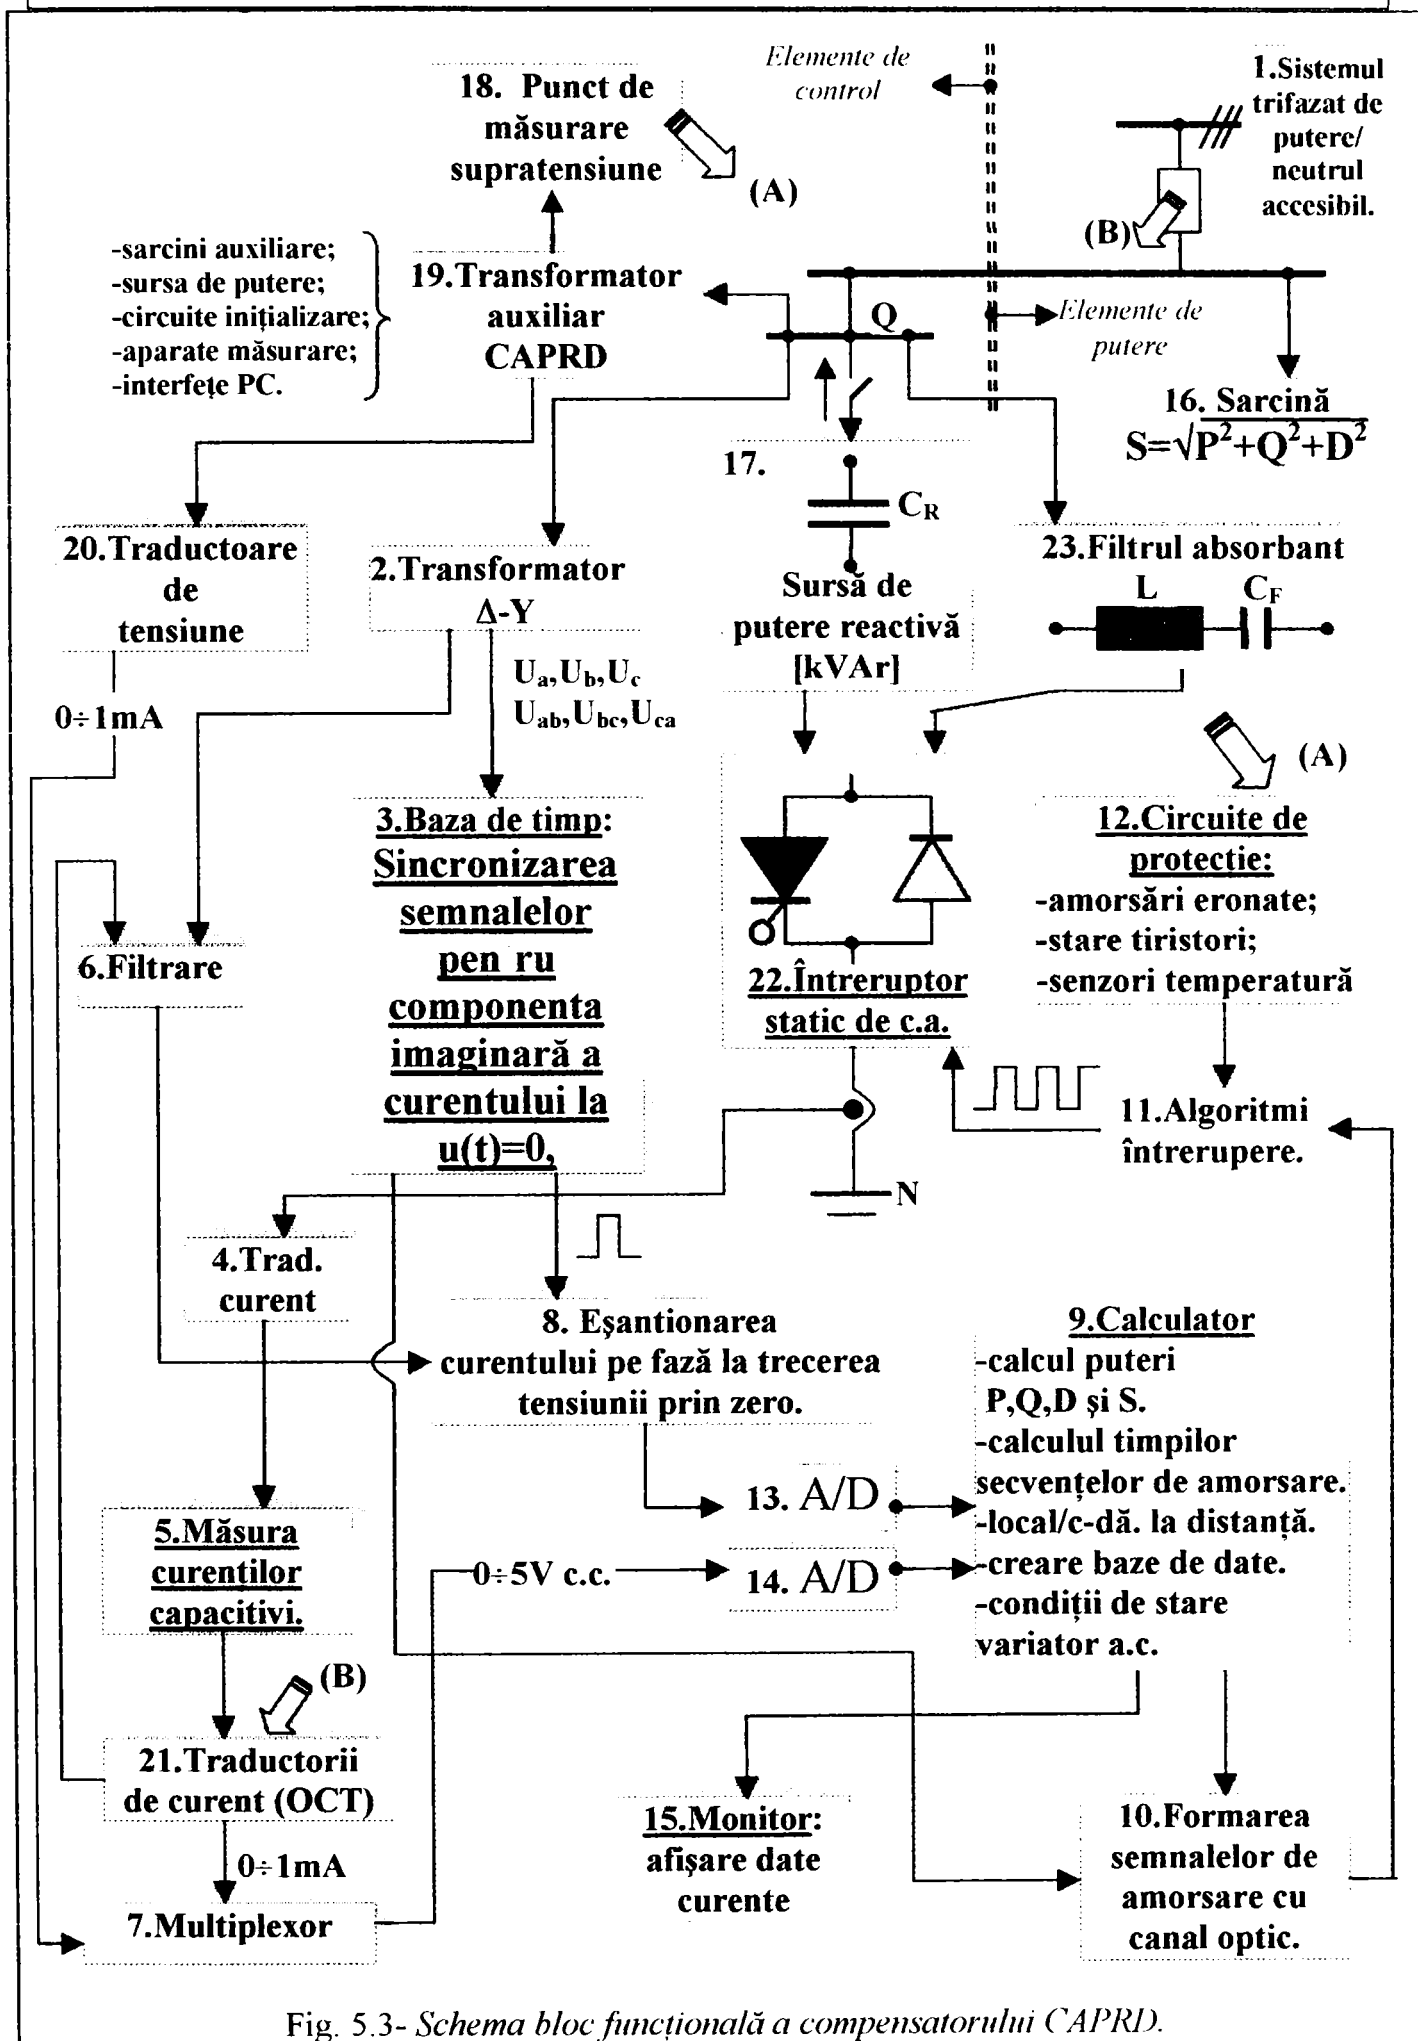 Elemente de
control
1.Sistemul
trifazat de
putere/
neutrul
accesibil.
18. Punct de
măsurare
supratensiune
(A)
(B)
-sarcini auxiliare;
-sursa de putere;
-circuite inițializare;
-aparate măsurare;
-interfețe PC.
19.Transformator
auxiliar
CAPRD
Q
Elemente de
putere
16. Sarcină
S=√P²+Q²+D²
17.
C_R
Sursă de
putere reactivă
[kVAr]
20.Traductoare
de
tensiune
2.Transformator
Δ-Y
23.Filtrul absorbant
L C_F
0÷1mA
U_a,U_b,U_c
U_ab,U_bc,U_ca
(A)
3.Baza de timp:
Sincronizarea
semnalelor
pen ru
componenta
imaginară a
curentului la
u(t)=0,
12.Circuite de
protecție:
-amorsări eronate;
-stare tiristori;
-senzori temperatură
6.Filtrare
22.Întreruptor
static de c.a.
11.Algoritmi
întrerupere.
N
4.Trad.
curent
8. Eşantionarea
curentului pe fază la trecerea
tensiunii prin zero.
9.Calculator
-calcul puteri
P,Q,D şi S.
-calculul timpilor
secvențelor de amorsare.
-local/c-dă. la distanță.
-creare baze de date.
-condiții de stare
variator a.c.
13. A/D
5.Măsura
curenților
capacitivi.
0÷5V c.c.
14. A/D
(B)
21.Traductorii
de curent (OCT)
0÷1mA
7.Multiplexor
15.Monitor:
afişare date
curente
10.Formarea
semnalelor de
amorsare cu
canal optic.
Fig. 5.3- Schema bloc funcțională a compensatorului CAPRD.